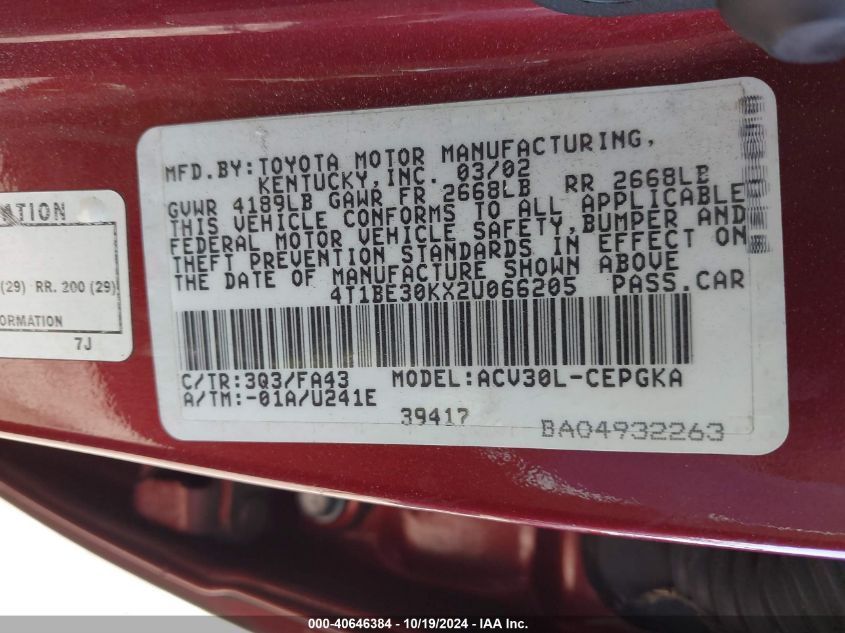 MFD.BY:TOYOTA MOTOR MANUFACTURING,
KENTUCKY,INC. 03/02
GVWR 4189LB GAWR FR 2668LB RR 2668LB
THIS VEHICLE CONFORMS TO ALL APPLICABLE
FEDERAL MOTOR VEHICLE SAFETY,BUMPER AND
THEFT PREVENTION STANDARDS IN EFFECT ON
THE DATE OF MANUFACTURE SHOWN ABOVE
4T1BE30KX2U066205 PASS.CAR
C/TR:3Q3/FA43 MODEL:ACV30L-CEPGKA
A/TM:-01A/U241E
39417 BA04932263
(29) RR. 200 (29)
7J
000-40646384 | 10/19/2024 - IAA Inc.